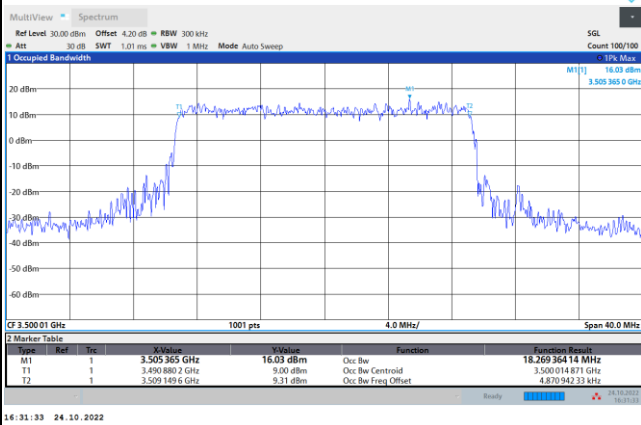 MultiView Spectrum
Ref Level 30.00 dBm Offset 4.20 dB RBW 300 kHz SGL
Att 30 dB SWT 1.01 ms VBW 1 MHz Mode Auto Sweep Count 100/100
1 Occupied Bandwidth 1Pk Max
M1[1] 16.03 dBm
3.505 365 0 GHz
M1
20 dBm
T1 T2
10 dBm
0 dBm
-10 dBm
-20 dBm
-30 dBm
-40 dBm
-50 dBm
-60 dBm
CF 3.500 01 GHz 1001 pts 4.0 MHz/ Span 40.0 MHz
2 Marker Table
Type Ref Trc X-Value Y-Value Function Function Result
M1 1 3.505 365 GHz 16.03 dBm Occ Bw 18.269 364 14 MHz
T1 1 3.490 880 2 GHz 9.00 dBm Occ Bw Centroid 3.500 014 871 GHz
T2 1 3.509 149 6 GHz 9.31 dBm Occ Bw Freq Offset 4.870 942 33 kHz
Ready 24.10.2022
16:31:33
16:31:33 24.10.2022